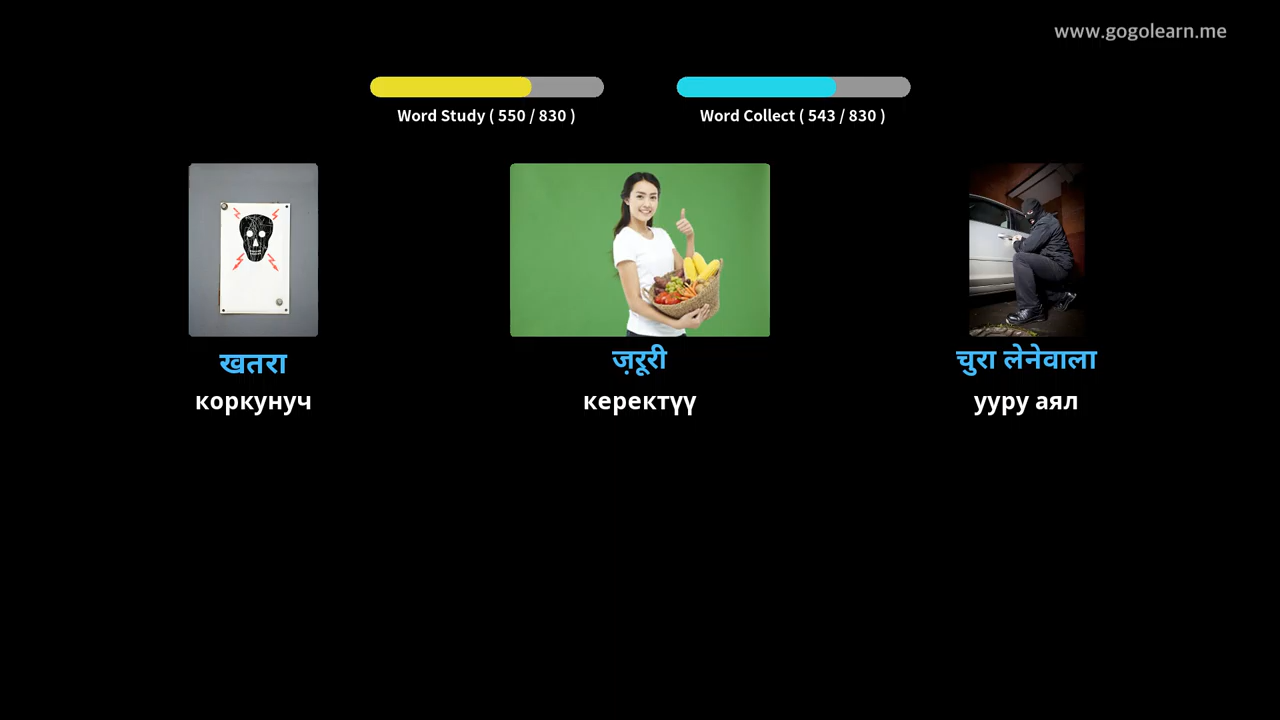 www.gogolearn.me
Word Study ( 550 / 830 )
Word Collect ( 543 / 830 )
खतरा
ज़रूरी
चुरा लेनेवाला
коркунуч
керектүү
ууру аял